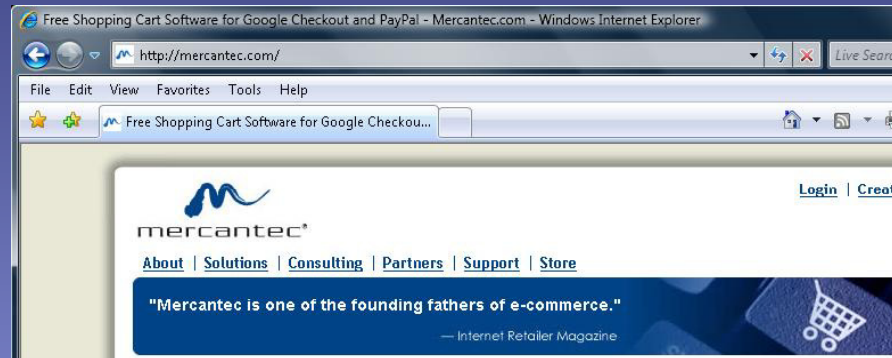 Free Shopping Cart Software for Google Checkout and PayPal - Mercantec.com - Windows Internet Explorer
http://mercantec.com/
Live Sear
File Edit View Favorites Tools Help
Free Shopping Cart Software for Google Checkou...
Login | Creat
mercantec
About | Solutions | Consulting | Partners | Support | Store
"Mercantec is one of the founding fathers of e-commerce."
— Internet Retailer Magazine